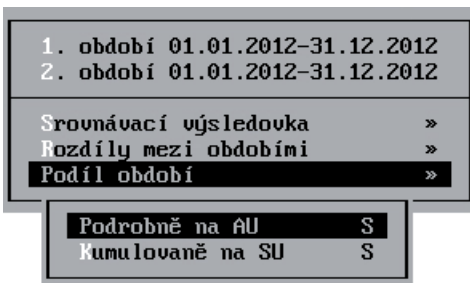 1. období 01.01.2012-31.12.2012
2. období 01.01.2012-31.12.2012
Srovnávací výsledovka »
Rozdíly mezi obdobími »
Podíl období »
Podrobně na AU S
Kumulovaně na SU S